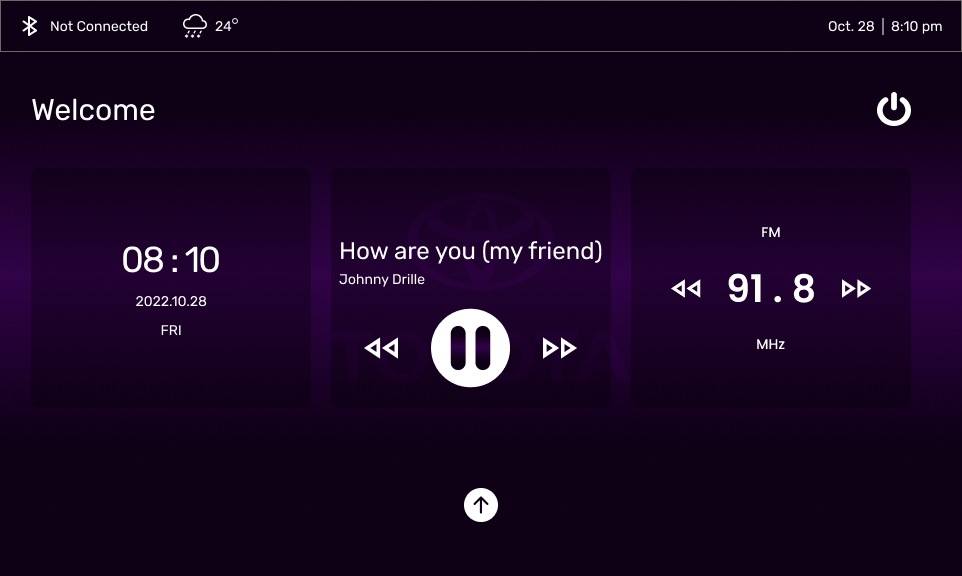 Not Connected
24°
Oct. 28 | 8:10 pm
Welcome
08 : 10
2022.10.28
FRI
How are you (my friend)
Johnny Drille
TOYOTA
FM
91 . 8
MHz